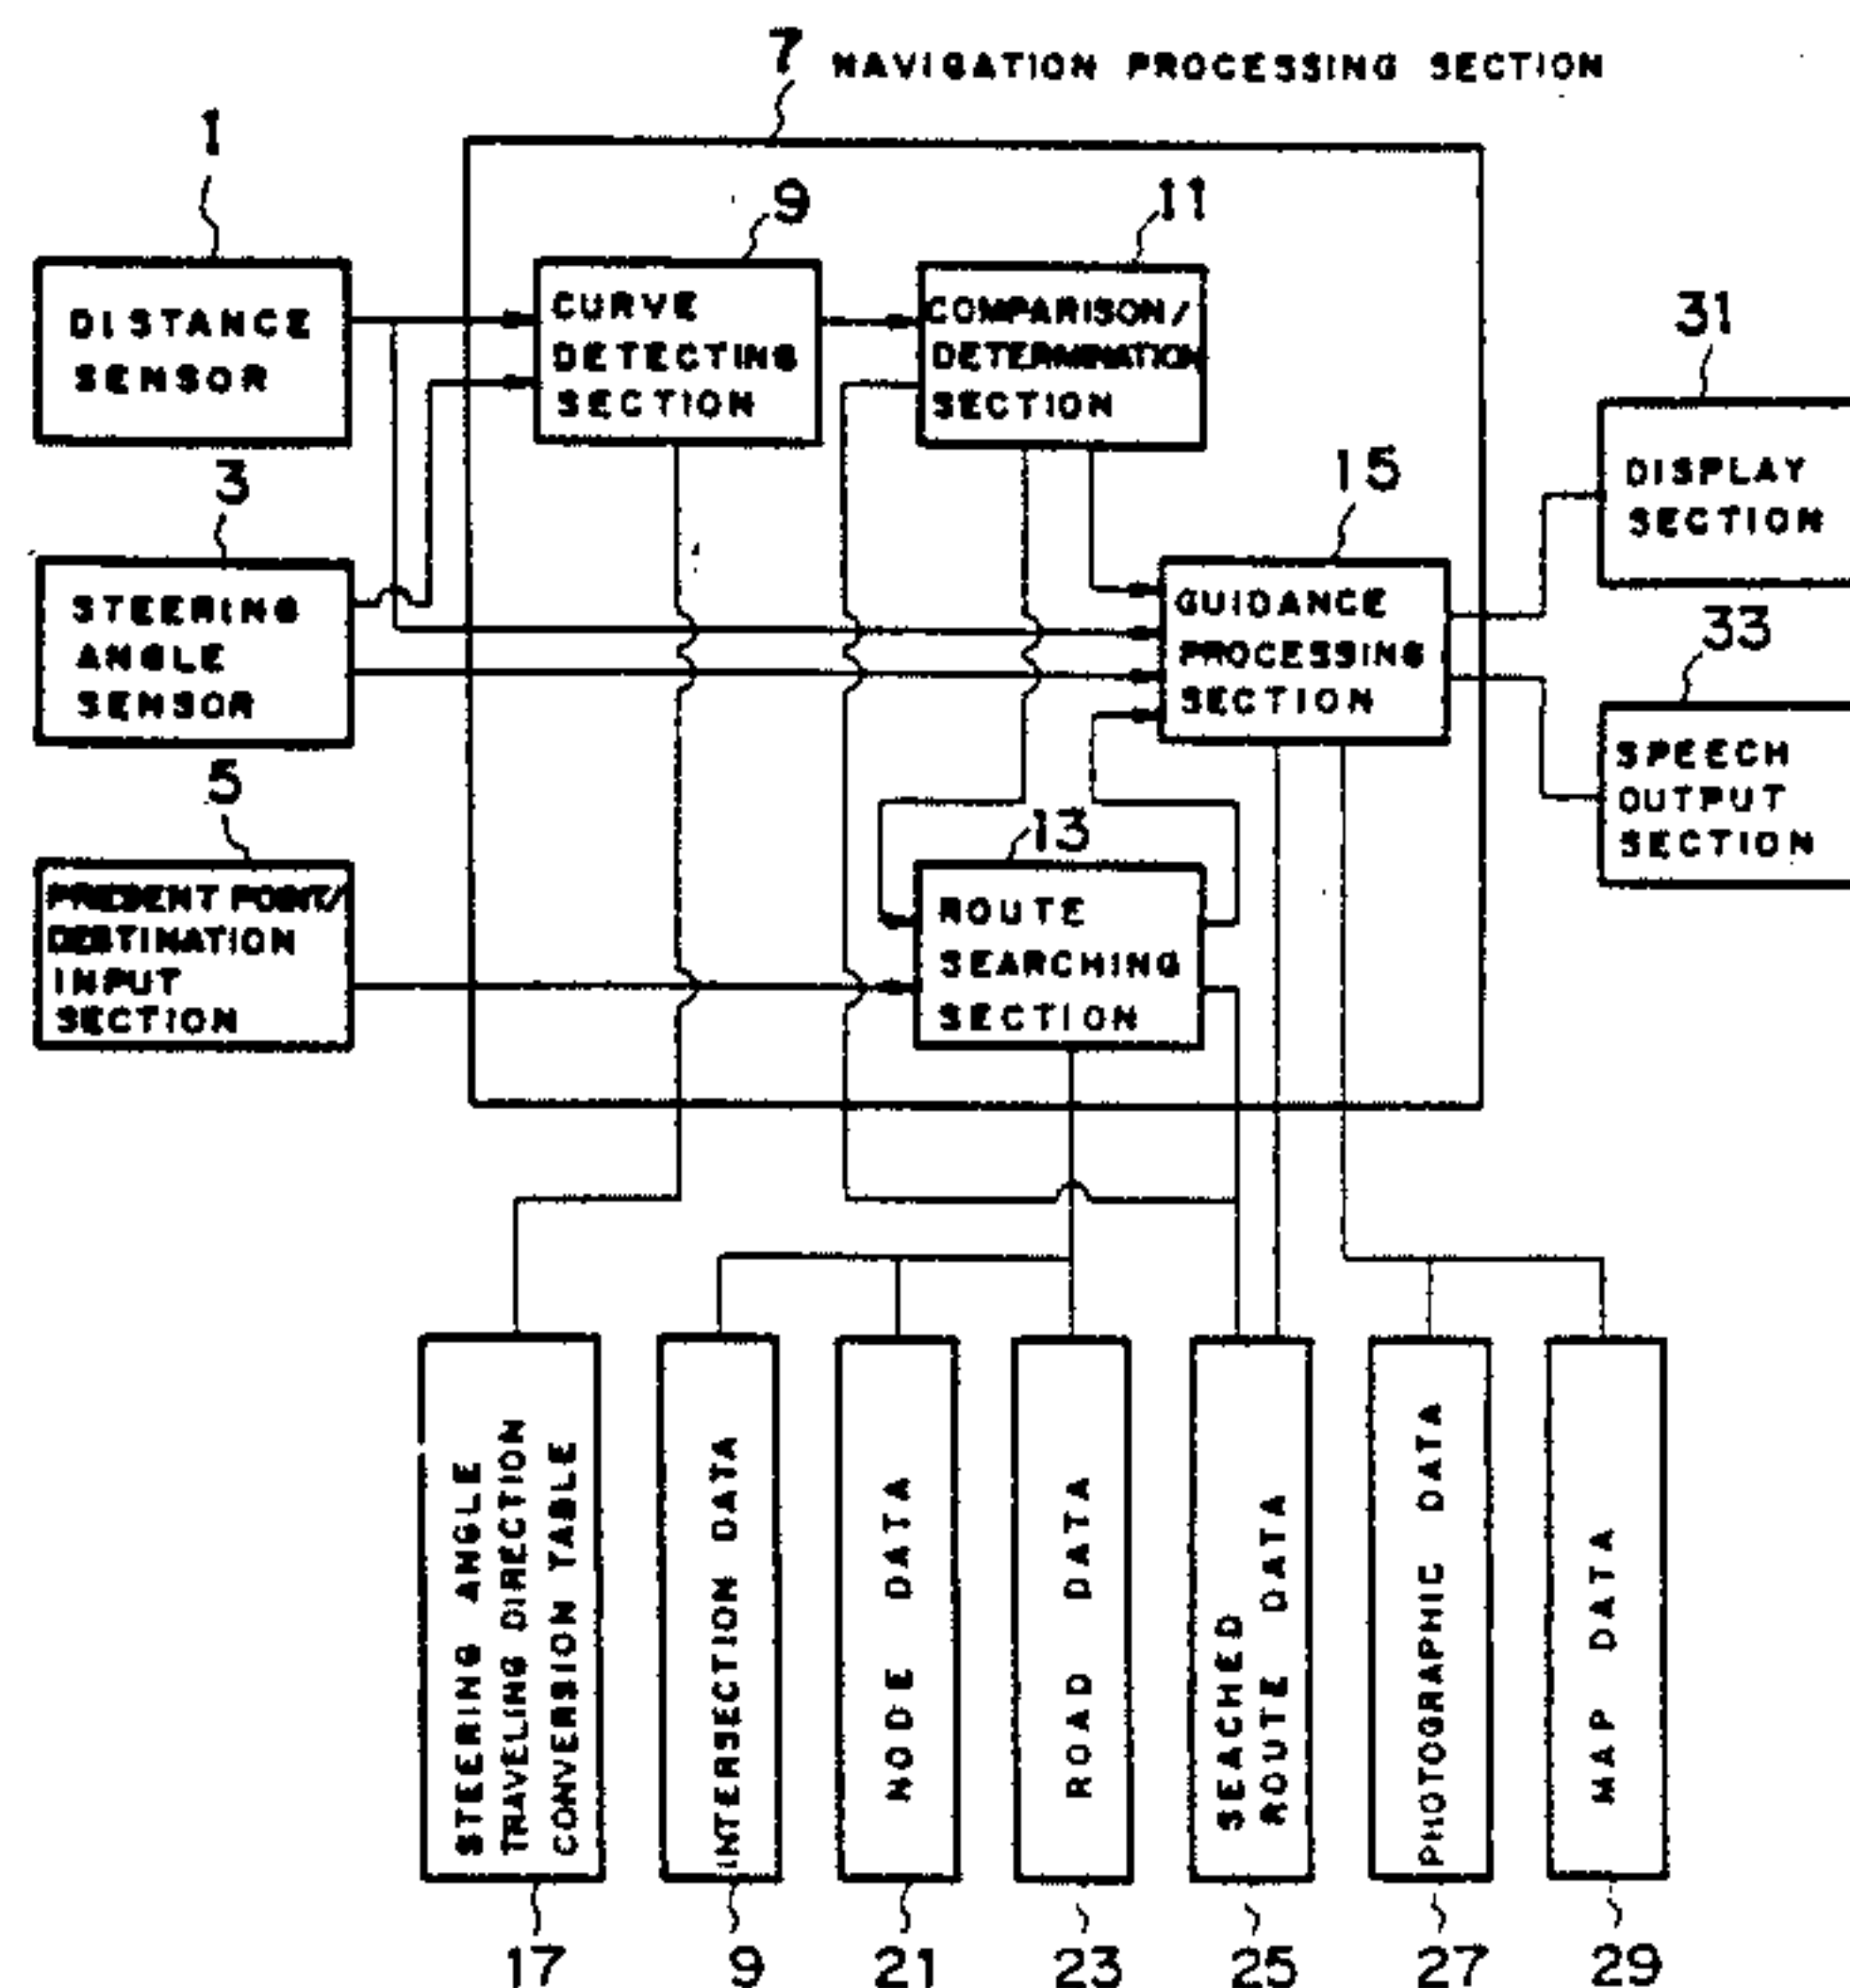 7 NAVIGATION PROCESSING SECTION
1
9
11
DISTANCE
SENSOR
CURVE
DETECTING
SECTION
COMPARISON/
DETERMINATION
SECTION
31
DISPLAY
SECTION
3
STEERING
ANGLE
SENSOR
15
GUIDANCE
PROCESSING
SECTION
33
SPEECH
OUTPUT
SECTION
5
PRESENT POINT/
DESTINATION
INPUT
SECTION
13
ROUTE
SEARCHING
SECTION
STEERING ANGLE
TRAVELING DIRECTION
CONVERSION TABLE
INTERSECTION DATA
NODE DATA
ROAD DATA
SEACHED
ROUTE DATA
PHOTOGRAPHIC DATA
MAP DATA
17
9
21
23
25
27
29